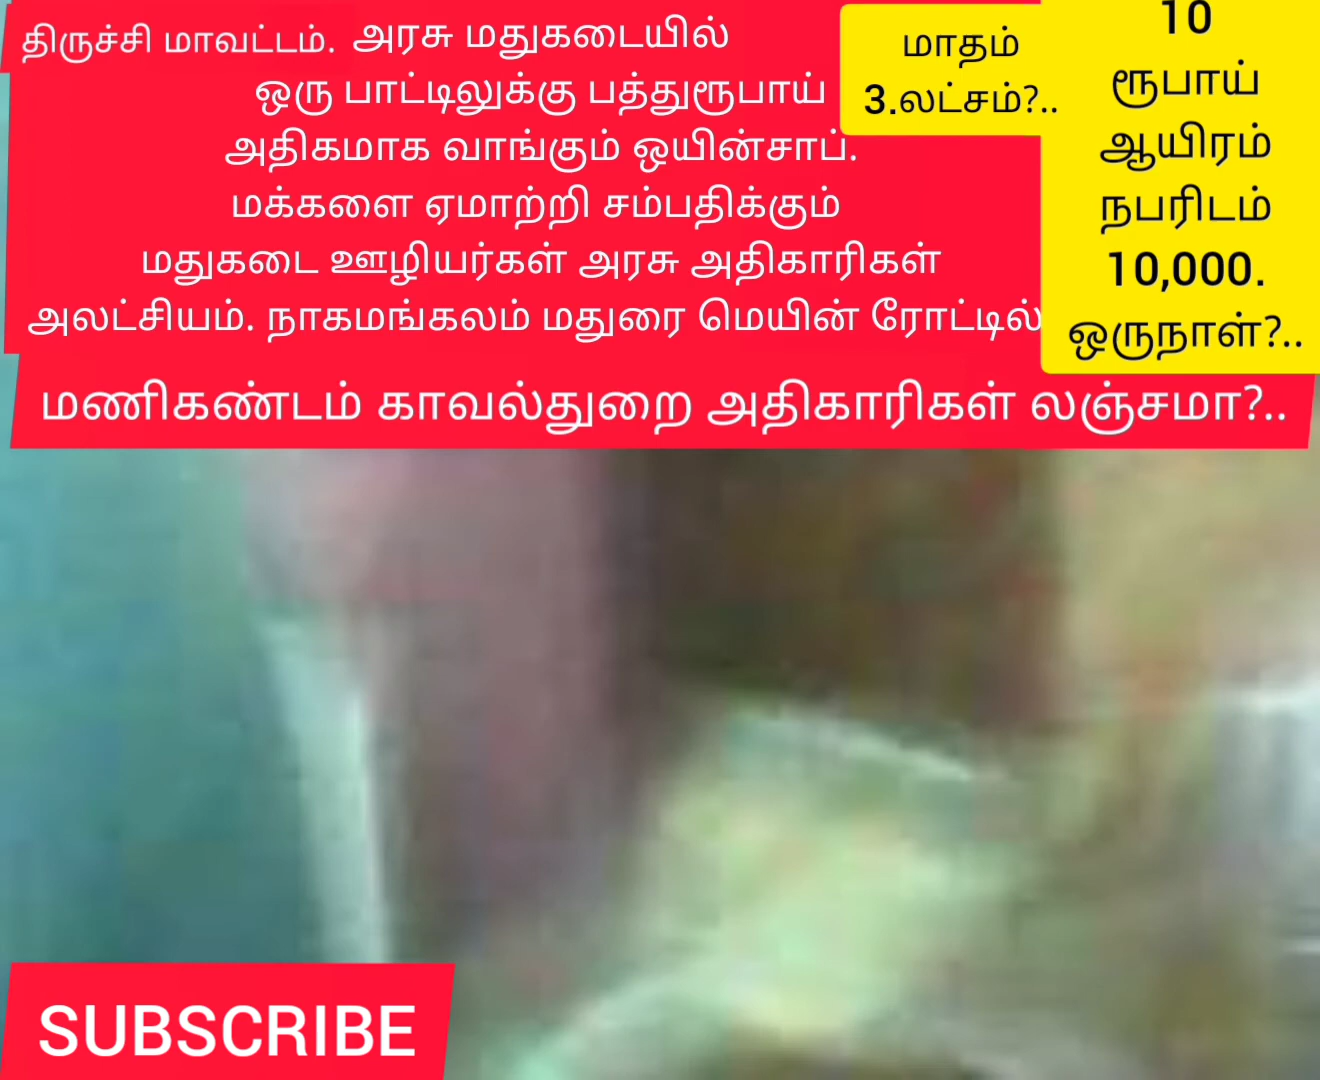 திருச்சி மாவட்டம். அரசு மதுகடையில்
ஒரு பாட்டிலுக்கு பத்துரூபாய்
அதிகமாக வாங்கும் ஒயின்சாப்.
மக்களை ஏமாற்றி சம்பதிக்கும்
மதுகடை ஊழியர்கள் அரசு அதிகாரிகள்
அலட்சியம். நாகமங்கலம் மதுரை மெயின் ரோட்டில்
மணிகண்டம் காவல்துறை அதிகாரிகள் லஞ்சமா?..
மாதம்
3.லட்சம்?..
10
ரூபாய்
ஆயிரம்
நபரிடம்
10,000.
ஒருநாள்?..
SUBSCRIBE